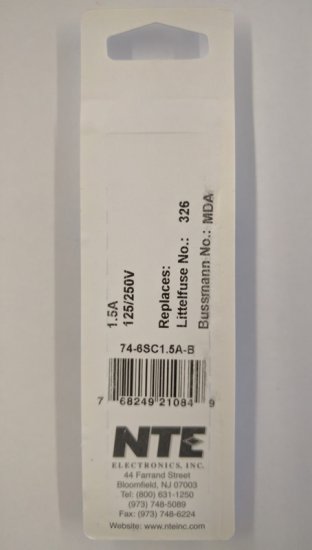 1.5A
125/250V
Replaces:
Littelfuse No.: 326
Bussmann No.: MDA
74-6SC1.5A-B
7 68249 21084 9
NTE
ELECTRONICS, INC.
44 Farrand Street
Bloomfield, NJ 07003
Tel: (800) 631-1250
(973) 748-5089
Fax: (973) 748-6224
Website: www.nteinc.com